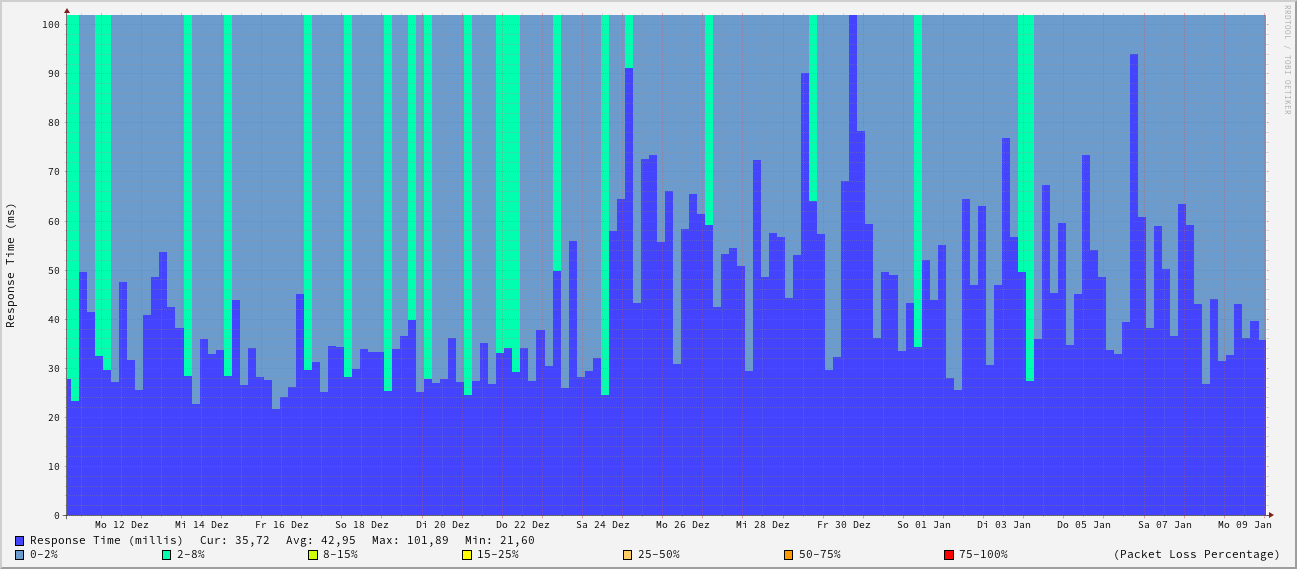 RRDTOOL / TOBI OETIKER
Response Time (ms)
100
90
80
70
60
50
40
30
20
10
0
Mo 12 Dez Mi 14 Dez Fr 16 Dez So 18 Dez Di 20 Dez Do 22 Dez Sa 24 Dez Mo 26 Dez Mi 28 Dez Fr 30 Dez So 01 Jan Di 03 Jan Do 05 Jan Sa 07 Jan Mo 09 Jan
Response Time (millis) Cur: 35,72 Avg: 42,95 Max: 101,89 Min: 21,60
0-2% 2-8% 8-15% 15-25% 25-50% 50-75% 75-100% (Packet Loss Percentage)